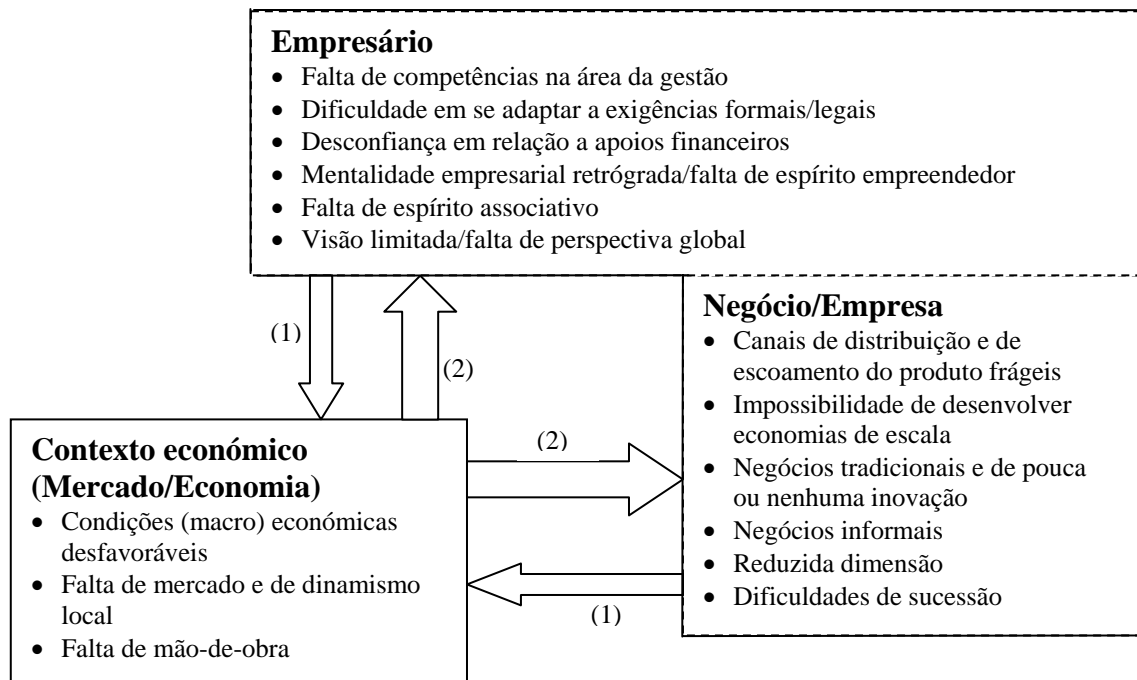 Empresário
• Falta de competências na área da gestão
• Dificuldade em se adaptar a exigências formais/legais
• Desconfiança em relação a apoios financeiros
• Mentalidade empresarial retrógrada/falta de espírito empreendedor
• Falta de espírito associativo
• Visão limitada/falta de perspectiva global
(1)
(2)
Negócio/Empresa
• Canais de distribuição e de
escoamento do produto frágeis
• Impossibilidade de desenvolver
economias de escala
• Negócios tradicionais e de pouca
ou nenhuma inovação
• Negócios informais
• Reduzida dimensão
• Dificuldades de sucessão
Contexto económico
(Mercado/Economia)
• Condições (macro) económicas
desfavoráveis
• Falta de mercado e de dinamismo
local
• Falta de mão-de-obra
(2)
(1)